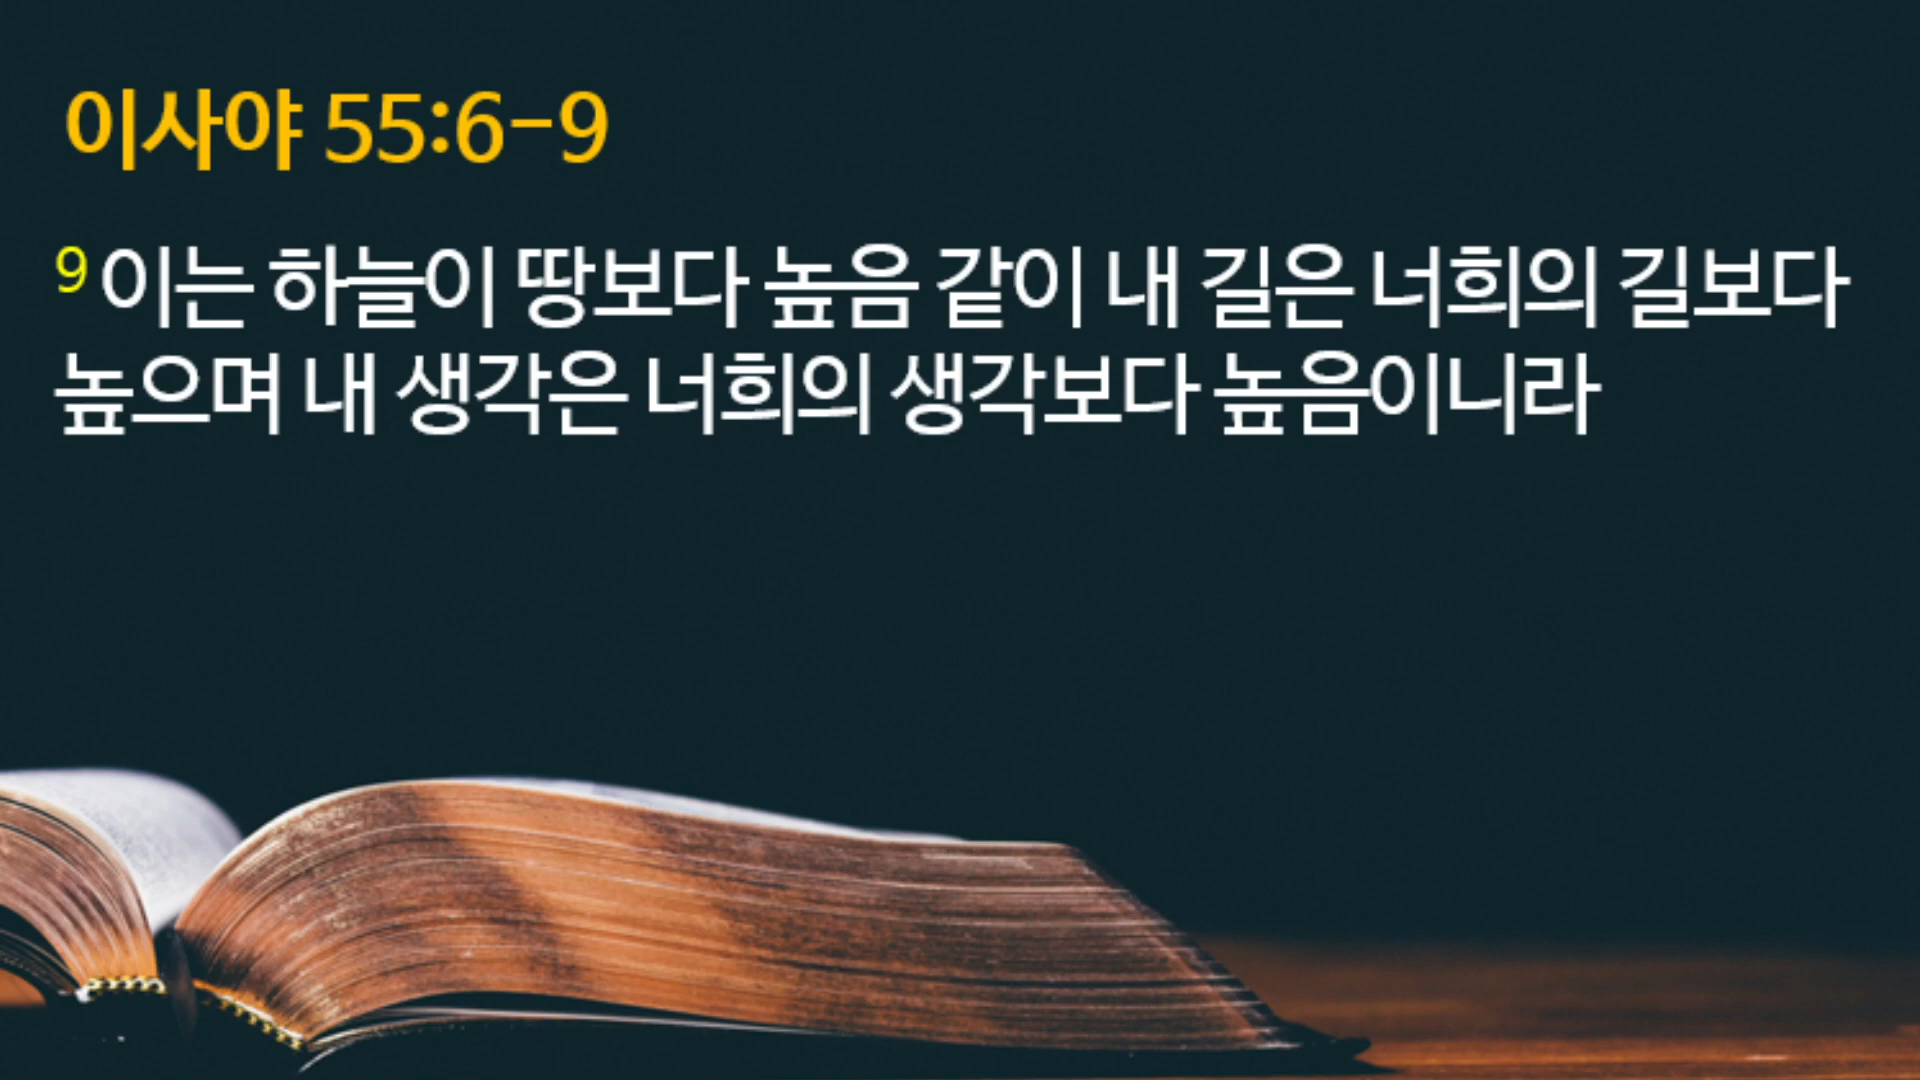 이사야 55:6-9
9 이는 하늘이 땅보다 높음 같이 내 길은 너희의 길보다
높으며 내 생각은 너희의 생각보다 높음이니라